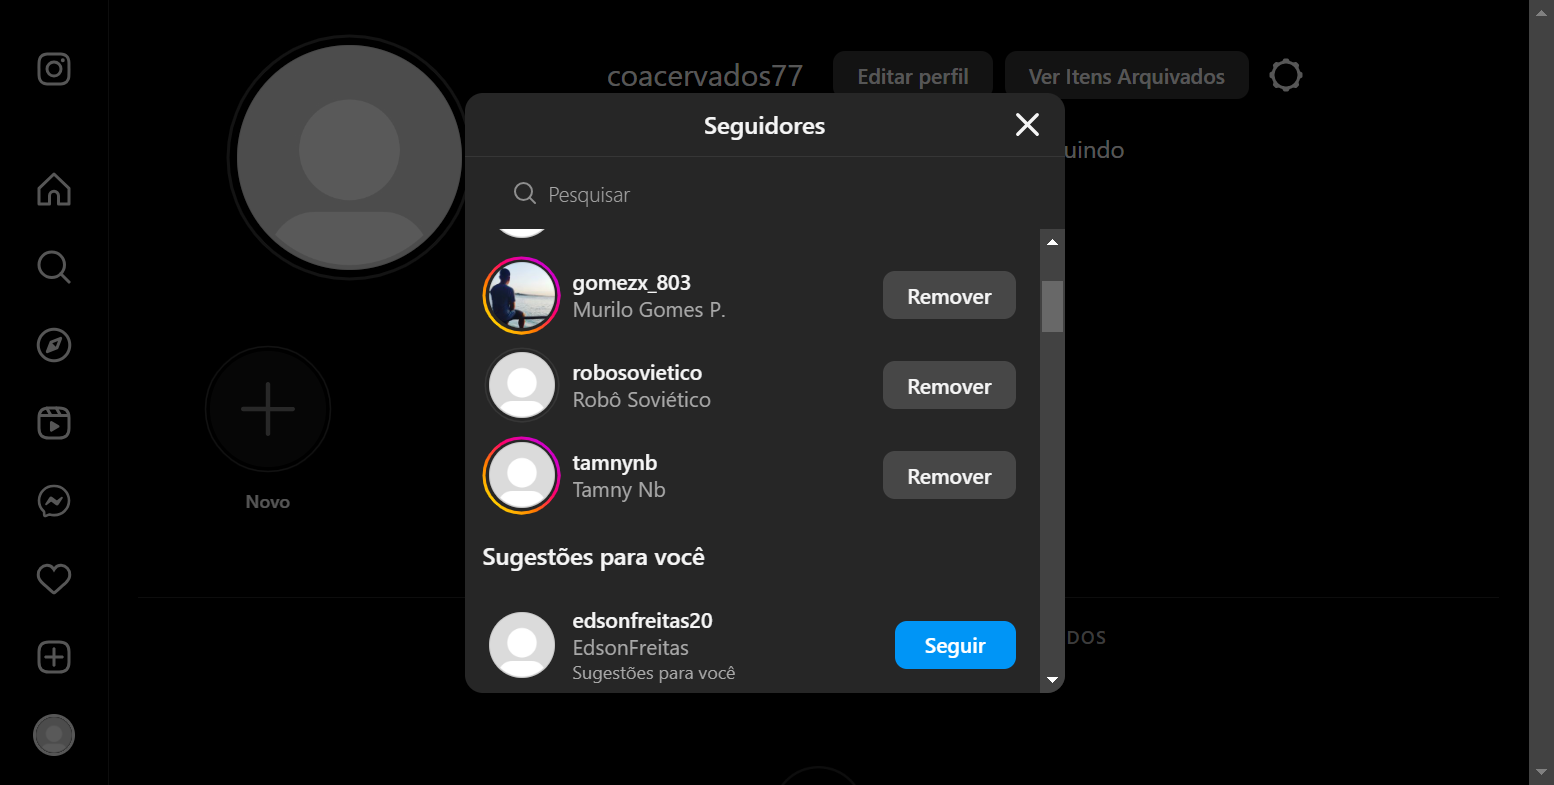 coacervados77
Editar perfil
Ver Itens Arquivados
uindo
Seguidores
Pesquisar
gomezx_803
Murilo Gomes P.
Remover
robosovietico
Robô Soviético
Remover
tamnynb
Tamny Nb
Remover
Sugestões para você
edsonfreitas20
EdsonFreitas
Sugestões para você
Seguir
Novo
DOS